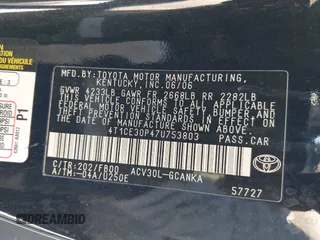 MFD. BY: TOYOTA MOTOR MANUFACTURING,
KENTUCKY, INC. 06/06
GVWR 4233LB GAWR FR 2668LB RR 2282LB
THIS VEHICLE CONFORMS TO ALL APPLICABLE
FEDERAL MOTOR VEHICLE SAFETY, BUMPER, AND
THEFT PREVENTION STANDARDS IN EFFECT ON
THE DATE OF MANUFACTURE SHOWN ABOVE.
4T1CE30P47U753803 PASS.CAR
C/TR:202/FB00 ACV30L-GCANKA
A/TM:-04A/U250E
TOYOTA
57727
PT
DREAMBID